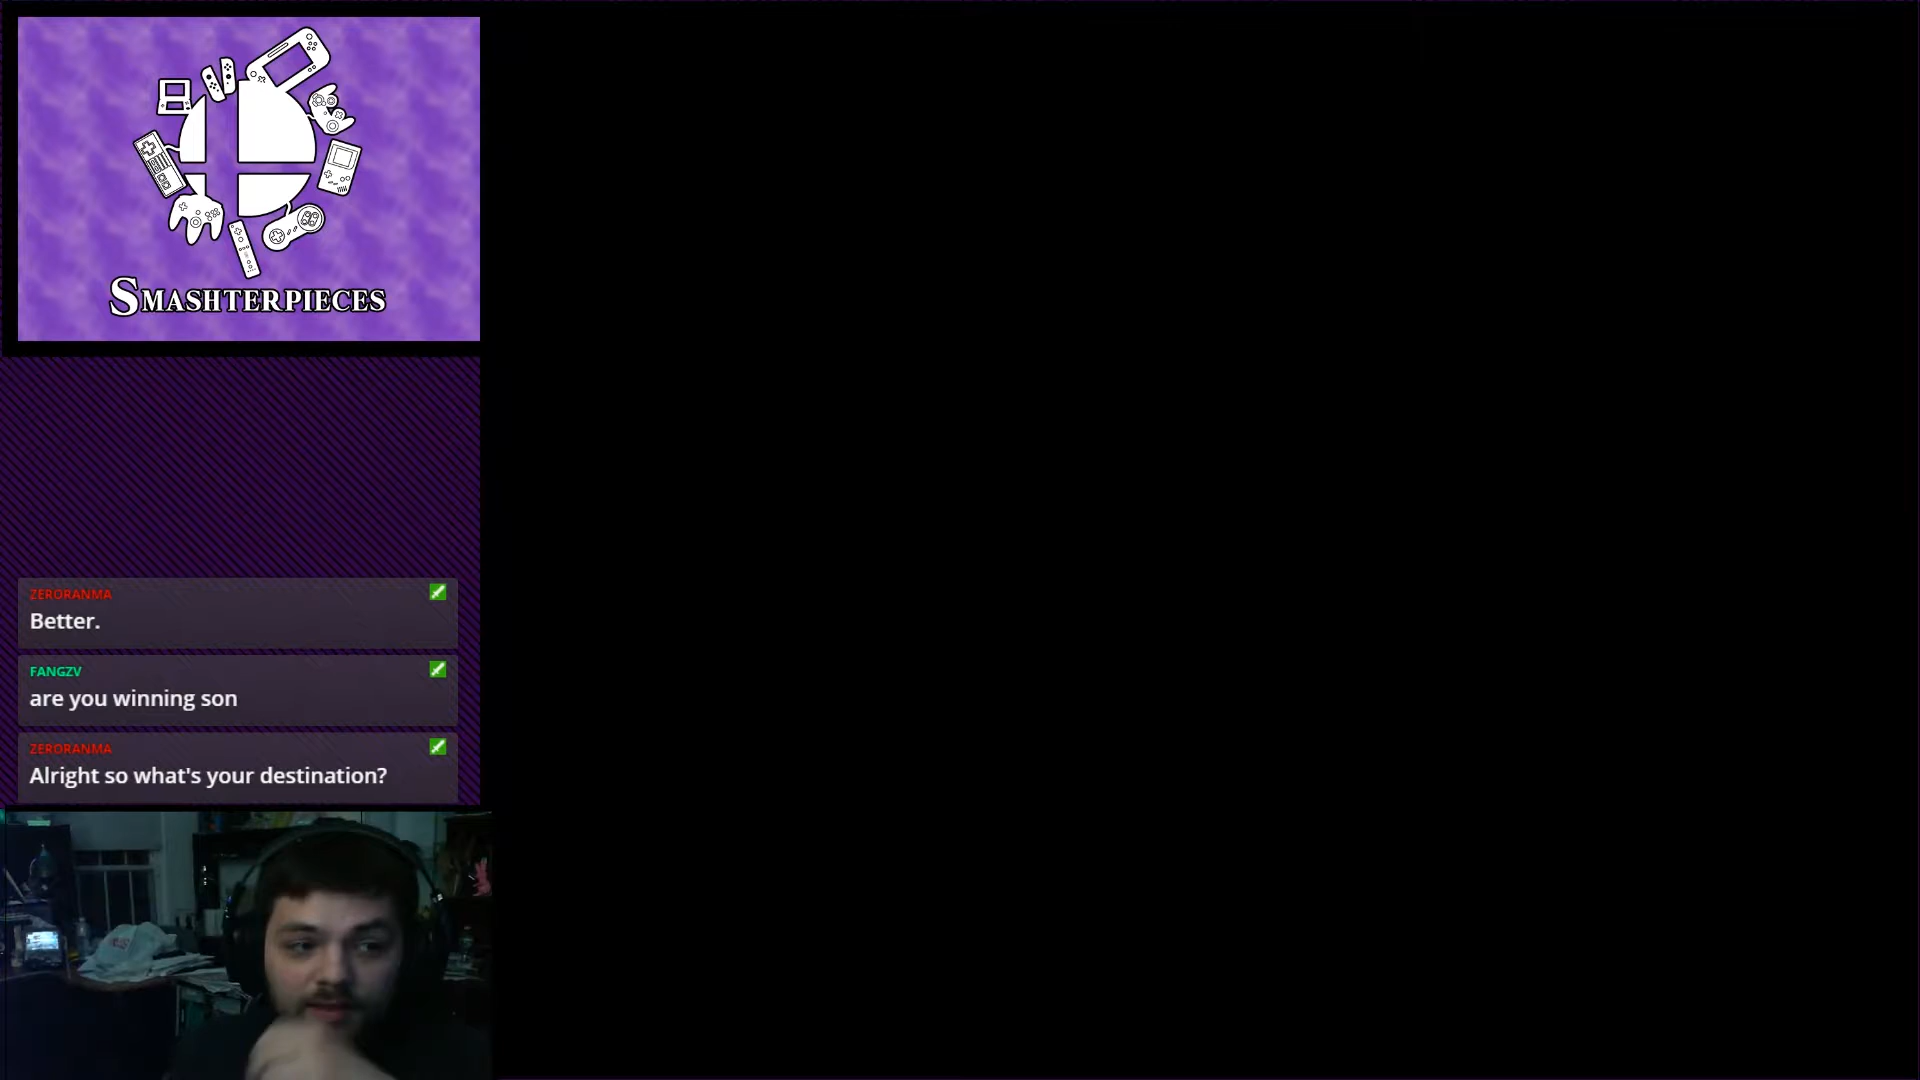 SMASHTERPIECES
ZERORANMA
Better.
FANGZV
are you winning son
ZERORANMA
Alright so what's your destination?